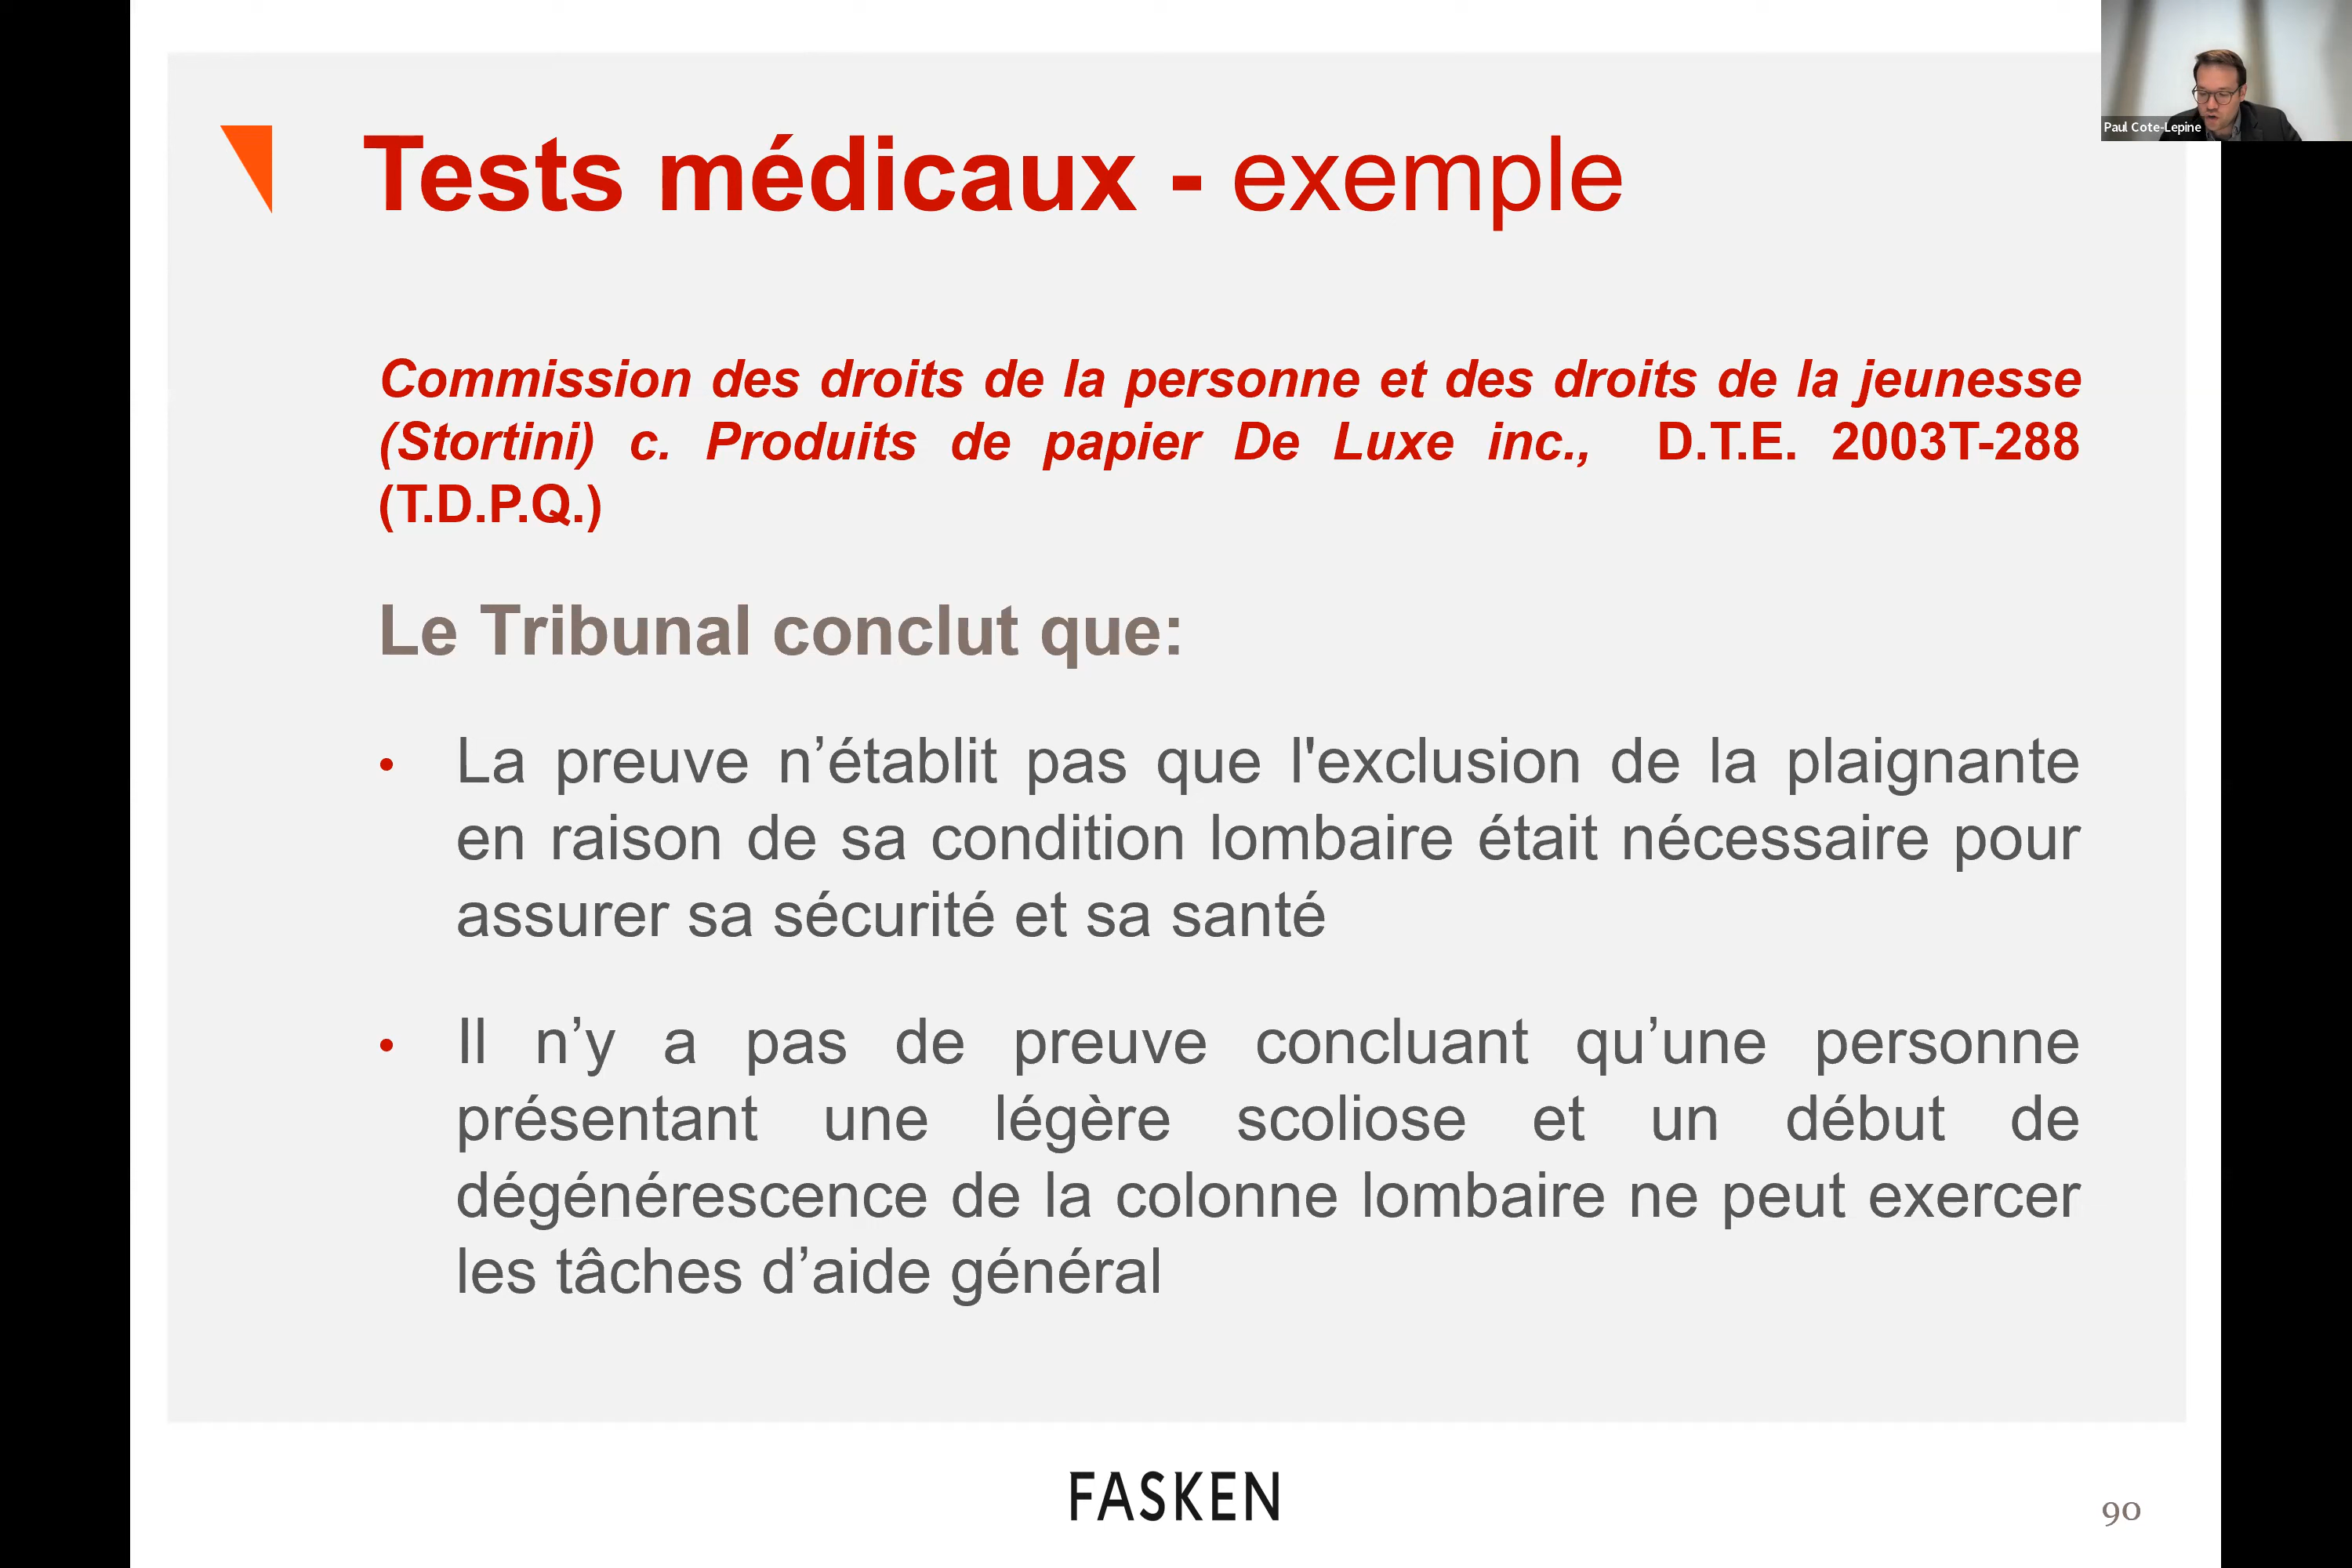 Paul Cote-Lepine
Tests médicaux - exemple
Commission des droits de la personne et des droits de la jeunesse
(Stortini) c. Produits de papier De Luxe inc., D.T.E. 2003T-288
(T.D.P.Q.)
Le Tribunal conclut que:
• La preuve n’établit pas que l'exclusion de la plaignante
en raison de sa condition lombaire était nécessaire pour
assurer sa sécurité et sa santé
• Il n’y a pas de preuve concluant qu’une personne
présentant une légère scoliose et un début de
dégénérescence de la colonne lombaire ne peut exercer
les tâches d’aide général
FASKEN
90